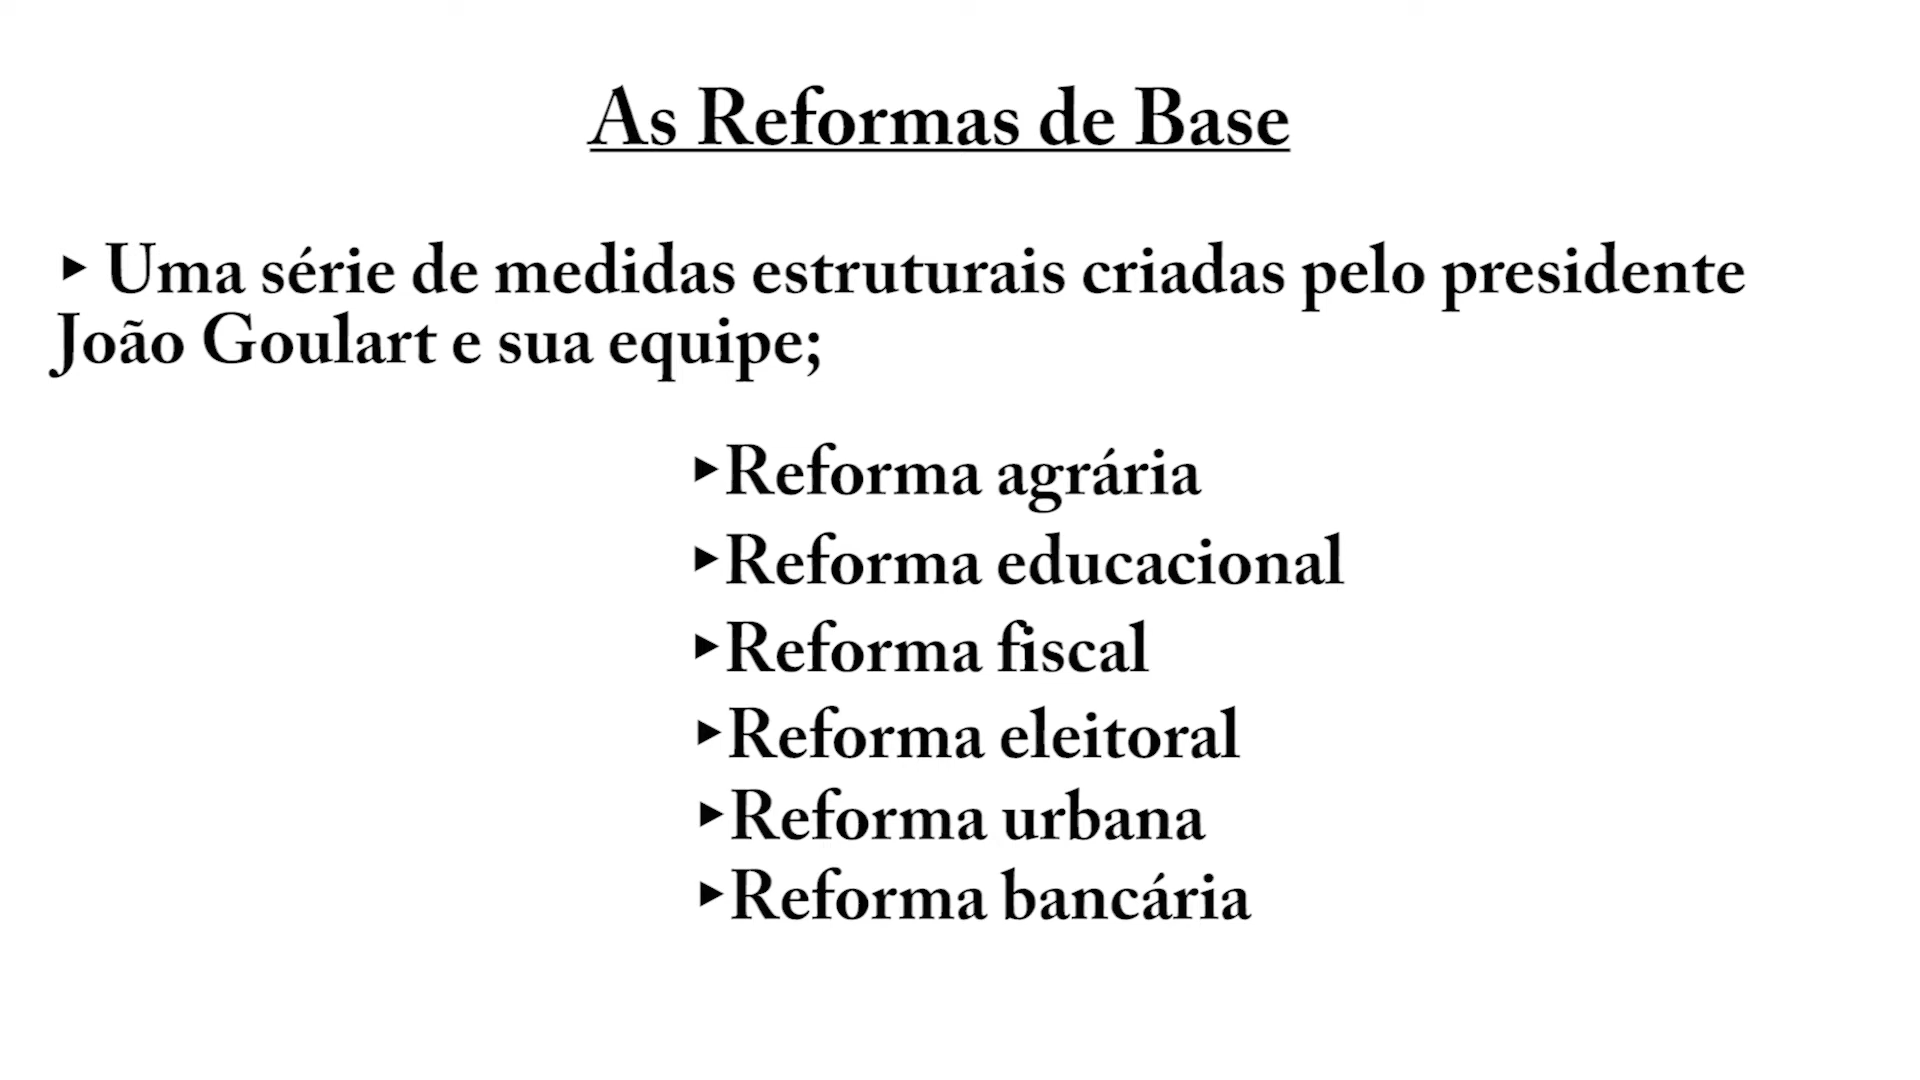 As Reformas de Base
‣ Uma série de medidas estruturais criadas pelo presidente
João Goulart e sua equipe;
‣Reforma agrária
‣Reforma educacional
‣Reforma fiscal
‣Reforma eleitoral
‣Reforma urbana
‣Reforma bancária